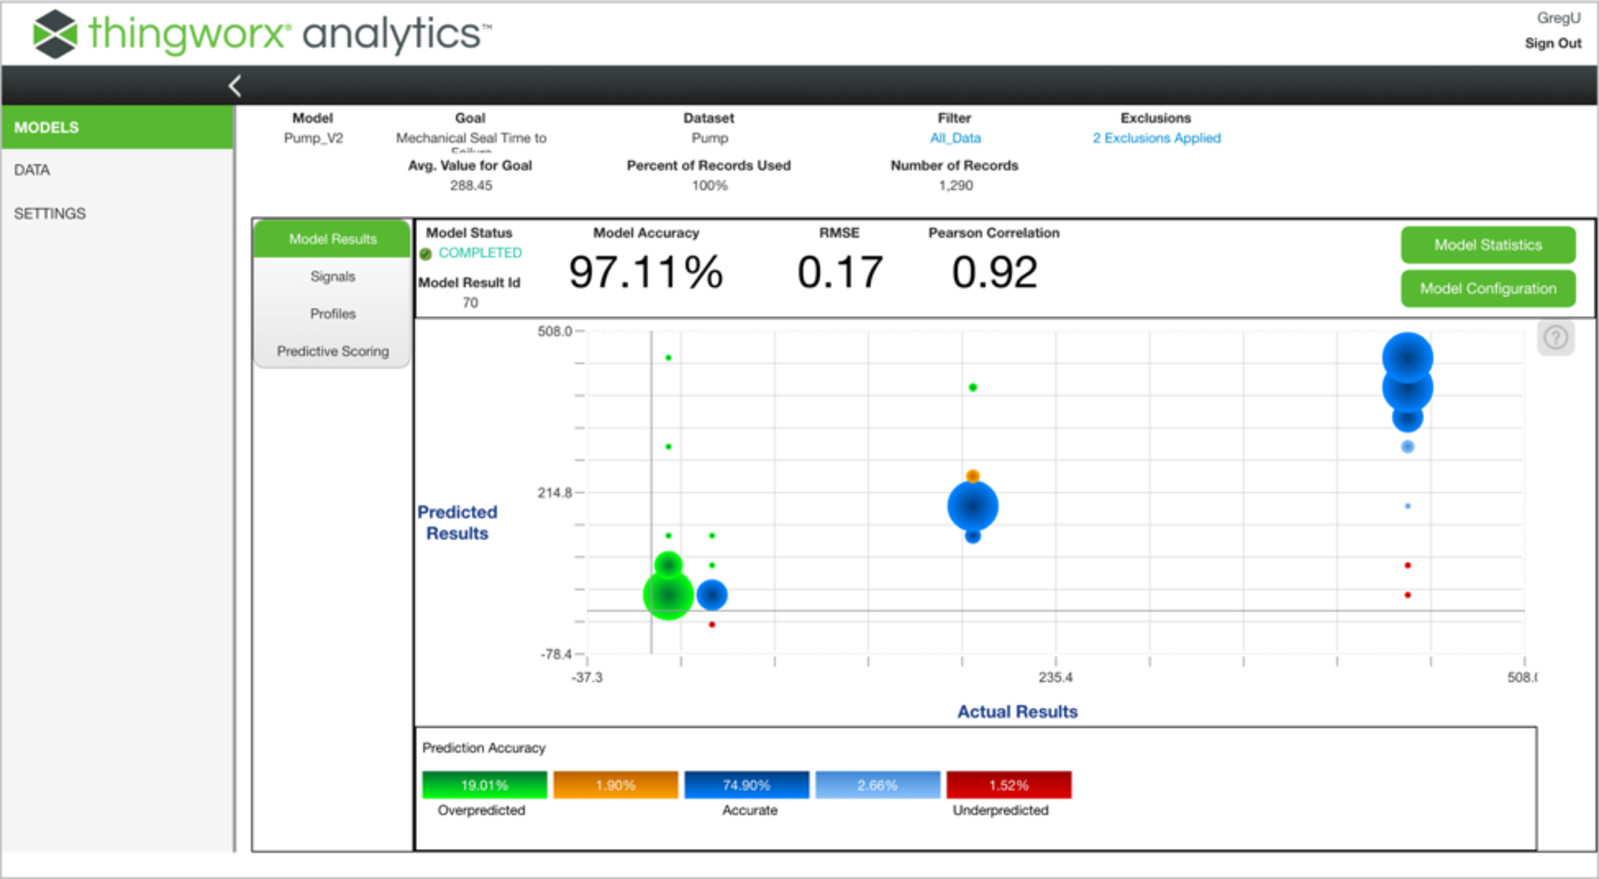 thingworx® analytics™
GregU
Sign Out
MODELS
DATA
SETTINGS
Model
Pump_V2
Goal
Mechanical Seal Time to
Failure
Dataset
Pump
Filter
All_Data
Exclusions
2 Exclusions Applied
Avg. Value for Goal
288.45
Percent of Records Used
100%
Number of Records
1,290
Model Results
Signals
Profiles
Predictive Scoring
Model Status
COMPLETED
Model Result Id
70
Model Accuracy
97.11%
RMSE
0.17
Pearson Correlation
0.92
Model Statistics
Model Configuration
?
508.0
214.8
-78.4
Predicted
Results
-37.3
235.4
508.0
Actual Results
Prediction Accuracy
19.01%
1.90%
74.90%
2.66%
1.52%
Overpredicted
Accurate
Underpredicted